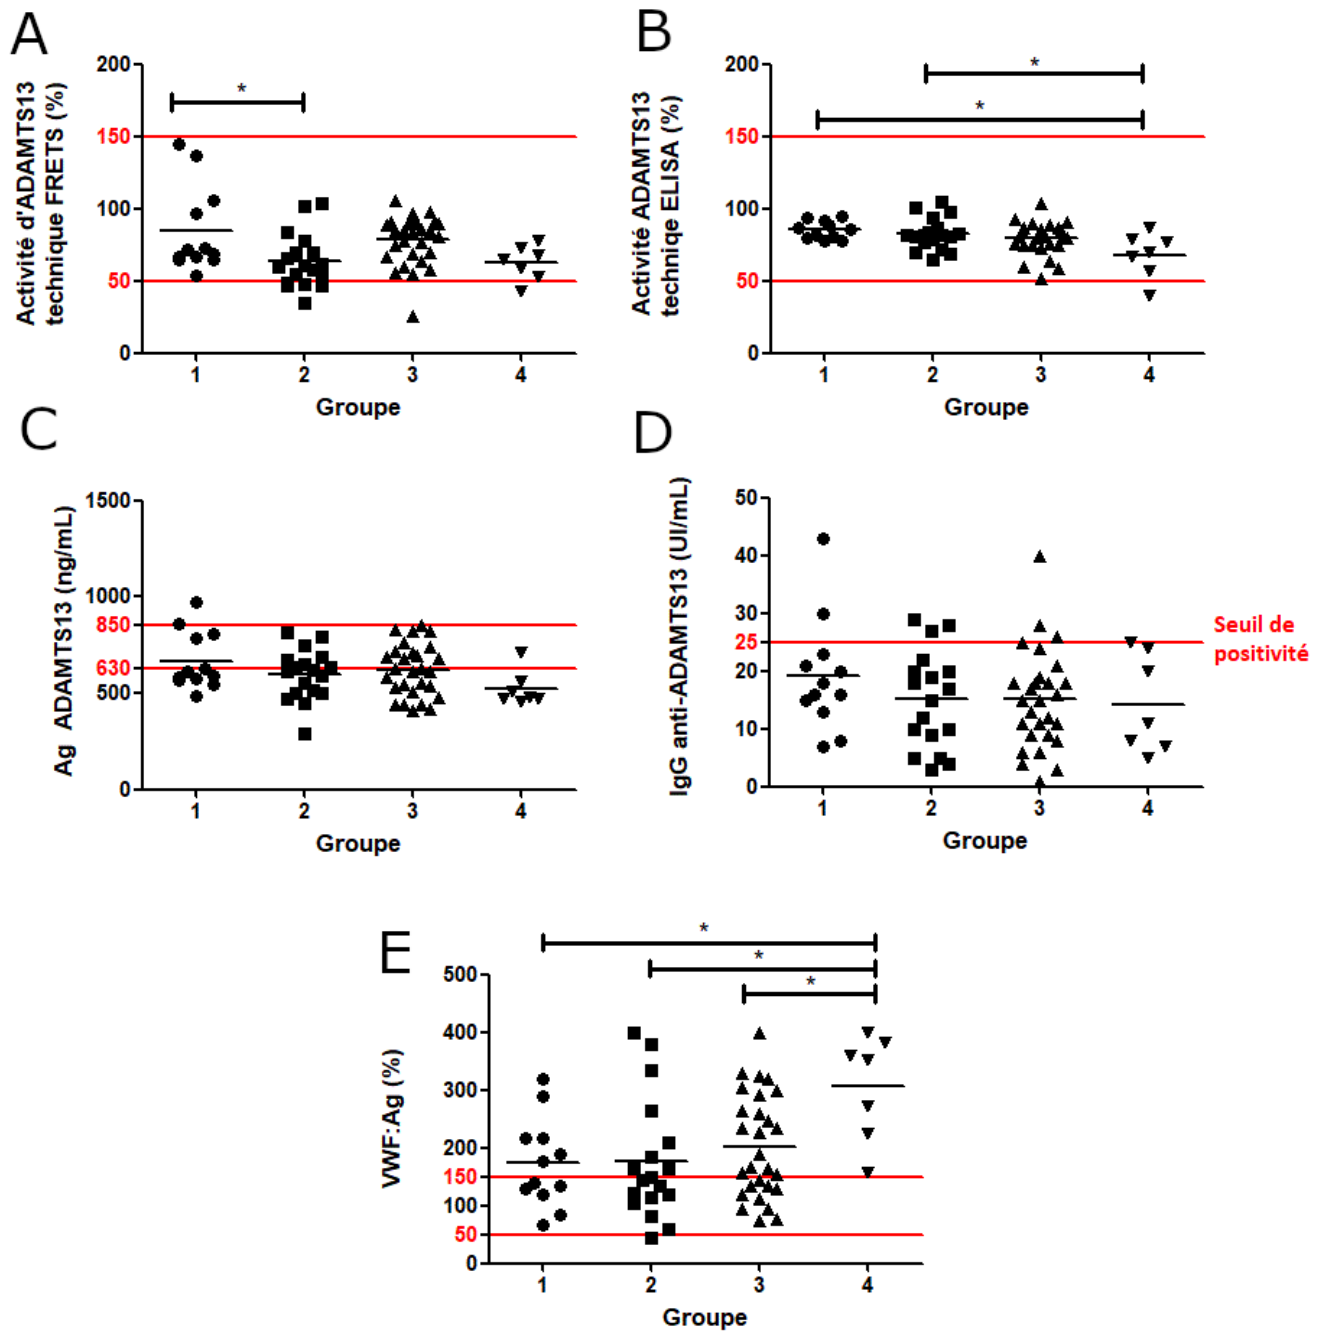 A
Activité d'ADAMTS13
technique FRETS (%)
200
150
100
50
0
*
1 2 3 4
Groupe
B
Activité ADAMTS13
techniqe ELISA (%)
200
150
100
50
0
*
*
1 2 3 4
Groupe
C
Ag ADAMTS13 (ng/mL)
1500
1000
850
630
500
0
1 2 3 4
Groupe
D
IgG anti-ADAMTS13 (UI/mL)
50
40
30
25
20
10
0
Seuil de
positivité
1 2 3 4
Groupe
E
VWF:Ag (%)
500
400
300
200
150
100
50
0
*
*
*
1 2 3 4
Groupe